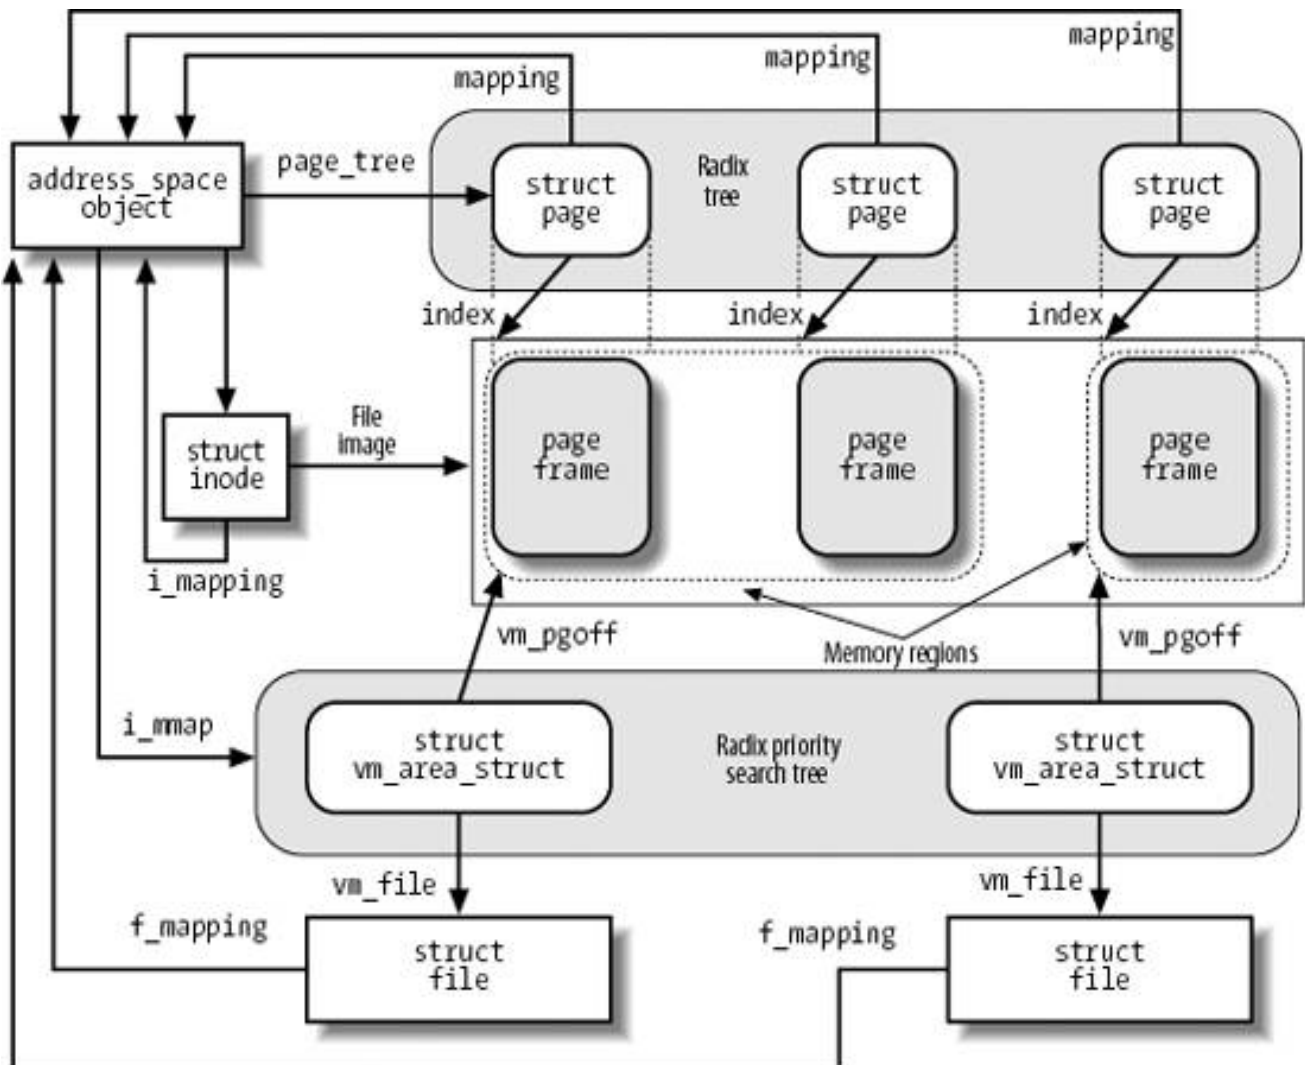 mapping
mapping
mapping
address_space
object
page_tree
struct
page
Radix
tree
struct
page
struct
page
index
index
index
File
image
struct
inode
page
frame
page
frame
page
frame
i_mapping
vm_pgoff
Memory regions
vm_pgoff
i_mmap
struct
vm_area_struct
Radix priority
search tree
struct
vm_area_struct
vm_file
vm_file
f_mapping
f_mapping
struct
file
struct
file